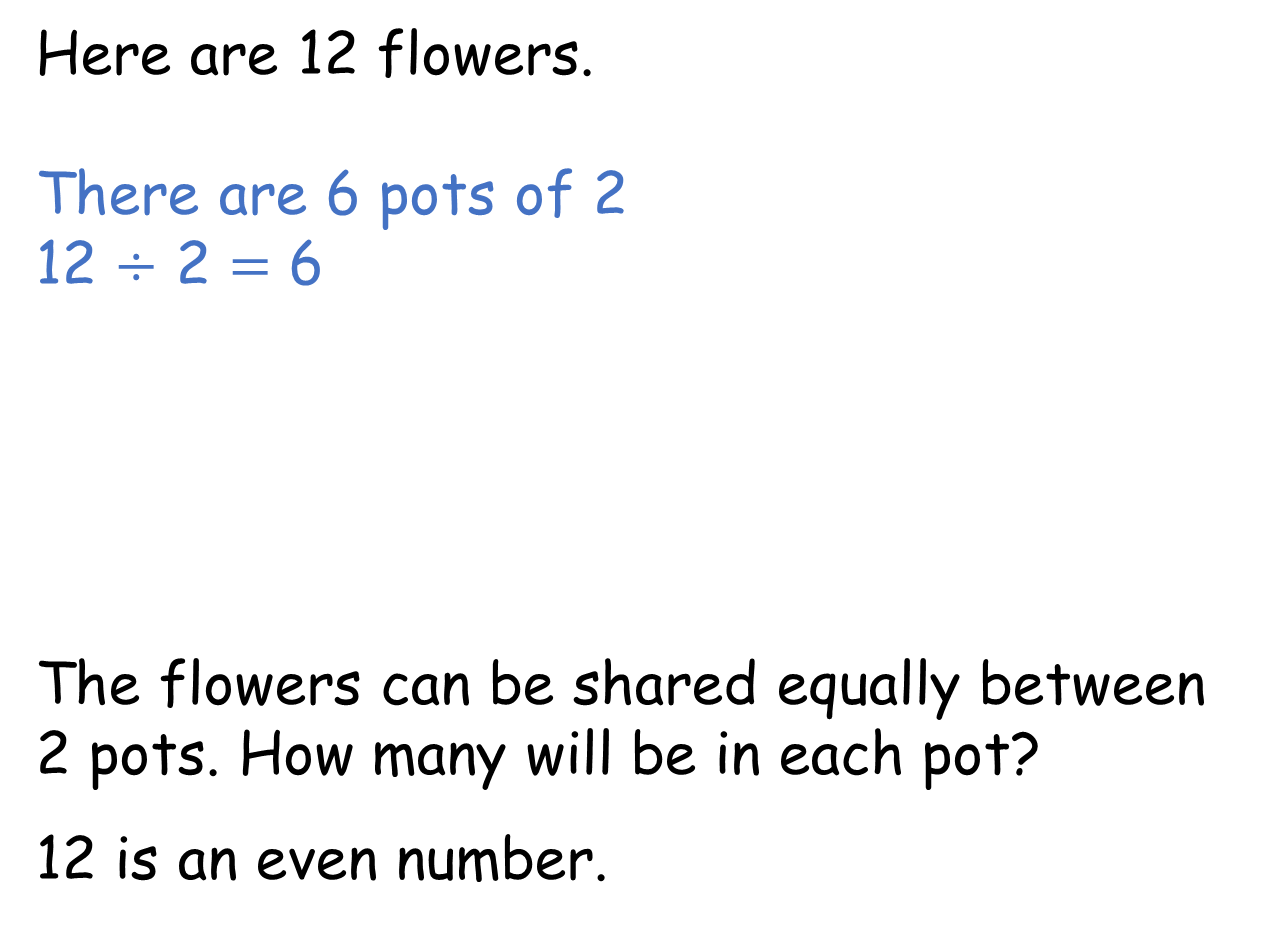 Here are 12 flowers.
There are 6 pots of 2
12 ÷ 2 = 6
The flowers can be shared equally between
2 pots. How many will be in each pot?
12 is an even number.